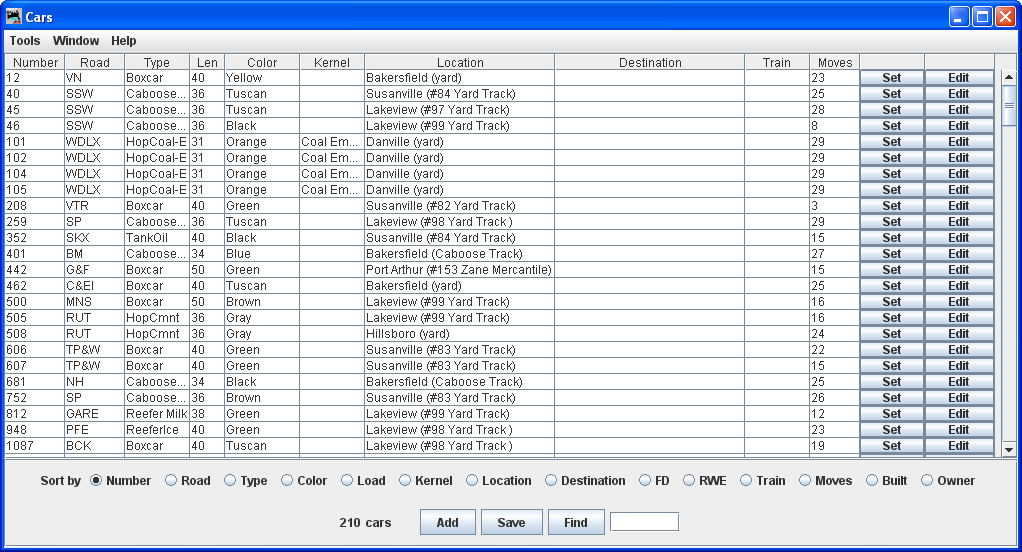 Cars
Tools Window Help
Number Road Type Len Color Kernel Location Destination Train Moves
12 VN Boxcar 40 Yellow Bakersfield (yard) 23 Set Edit
40 SSW Caboose... 36 Tuscan Susanville (#84 Yard Track) 25 Set Edit
45 SSW Caboose... 36 Tuscan Lakeview (#97 Yard Track) 28 Set Edit
46 SSW Caboose... 36 Black Lakeview (#99 Yard Track) 8 Set Edit
101 WDLX HopCoal-E 31 Orange Coal Em... Danville (yard) 29 Set Edit
102 WDLX HopCoal-E 31 Orange Coal Em... Danville (yard) 29 Set Edit
104 WDLX HopCoal-E 31 Orange Coal Em... Danville (yard) 29 Set Edit
105 WDLX HopCoal-E 31 Orange Coal Em... Danville (yard) 29 Set Edit
208 VTR Boxcar 40 Green Susanville (#82 Yard Track) 3 Set Edit
259 SP Caboose... 36 Tuscan Lakeview (#98 Yard Track ) 29 Set Edit
352 SKX TankOil 40 Black Susanville (#84 Yard Track) 15 Set Edit
401 BM Caboose... 34 Blue Bakersfield (Caboose Track) 27 Set Edit
442 G&F Boxcar 50 Green Port Arthur (#153 Zane Mercantile) 15 Set Edit
462 C&EI Boxcar 40 Tuscan Bakersfield (yard) 25 Set Edit
500 MNS Boxcar 50 Brown Lakeview (#99 Yard Track) 16 Set Edit
505 RUT HopCmnt 36 Gray Lakeview (#99 Yard Track) 16 Set Edit
508 RUT HopCmnt 36 Gray Hillsboro (yard) 24 Set Edit
606 TP&W Boxcar 40 Green Susanville (#93 Yard Track) 22 Set Edit
607 TP&W Boxcar 40 Green Susanville (#83 Yard Track) 15 Set Edit
681 NH Caboose... 34 Black Bakersfield (Caboose Track) 25 Set Edit
752 SP Caboose... 36 Brown Susanville (#83 Yard Track) 26 Set Edit
812 GARE Reefer Milk 38 Green Lakeview (#99 Yard Track) 12 Set Edit
948 PFE ReeferIce 40 Green Lakeview (#98 Yard Track ) 23 Set Edit
1087 BCK Boxcar 40 Tuscan Lakeview (#98 Yard Track ) 19 Set Edit
Sort by Number Road Type Color Load Kernel Location Destination FD RWE Train Moves Built Owner
210 cars Add Save Find